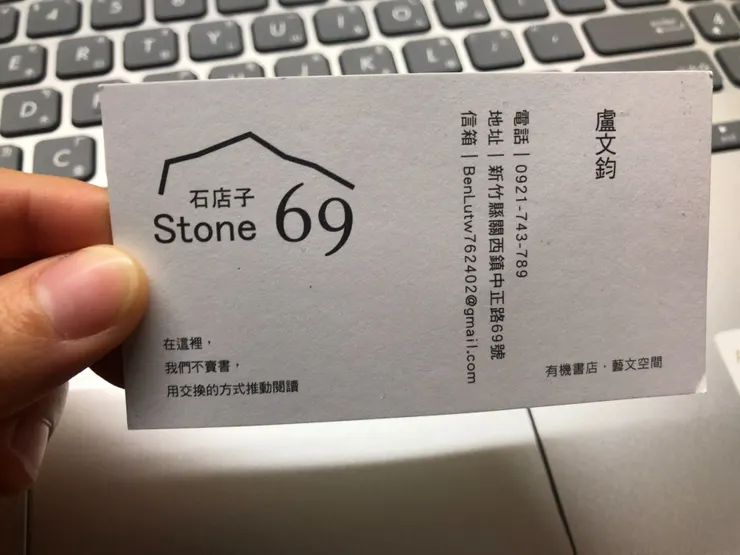 石店子
Stone 69
在這裡，
我們不賣書，
用交換的方式推動閱讀
盧文鈞
電話｜0921-743-789
地址｜新竹縣關西鎮中正路69號
信箱｜BenLutw762402@gmail.com
有機書店．藝文空間
4
5
6
E
R
T
Y
U
I
O
P
D
F
G
H
J
K
L
C